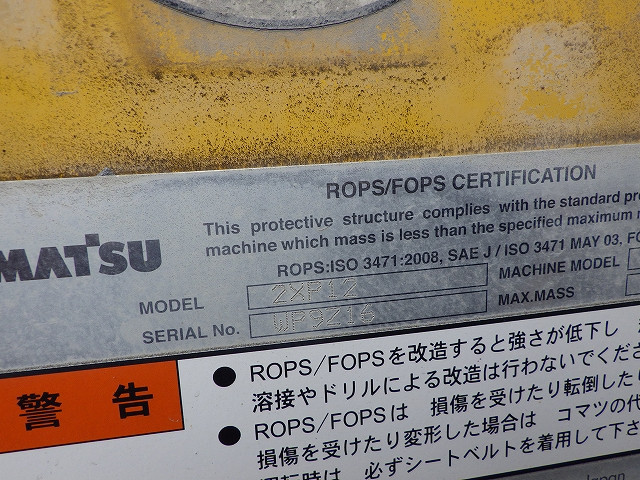 ROPS/FOPS CERTIFICATION
This protective structure complies with the standard
machine which mass is less than the specified maximum
MATSU
ROPS:ISO 3471:2008, SAE J / ISO 3471 MAY 03,
MODEL 2XP12 MACHINE MODEL
SERIAL No. WP9Z16 MAX.MASS
警 告
● ROPS/FOPSを改造すると強さが低下し
溶接やドリルによる改造は行わないでくだ
● ROPS/FOPSは 損傷を受けたり転倒した
損傷を受けたり変形した場合は コマツの代
必ずシートベルトを着用して下
Japan